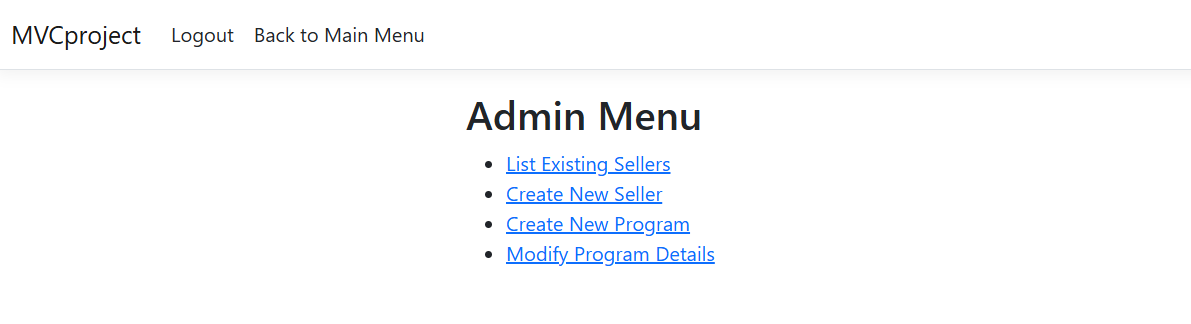 MVCproject Logout Back to Main Menu
Admin Menu
List Existing Sellers
Create New Seller
Create New Program
Modify Program Details